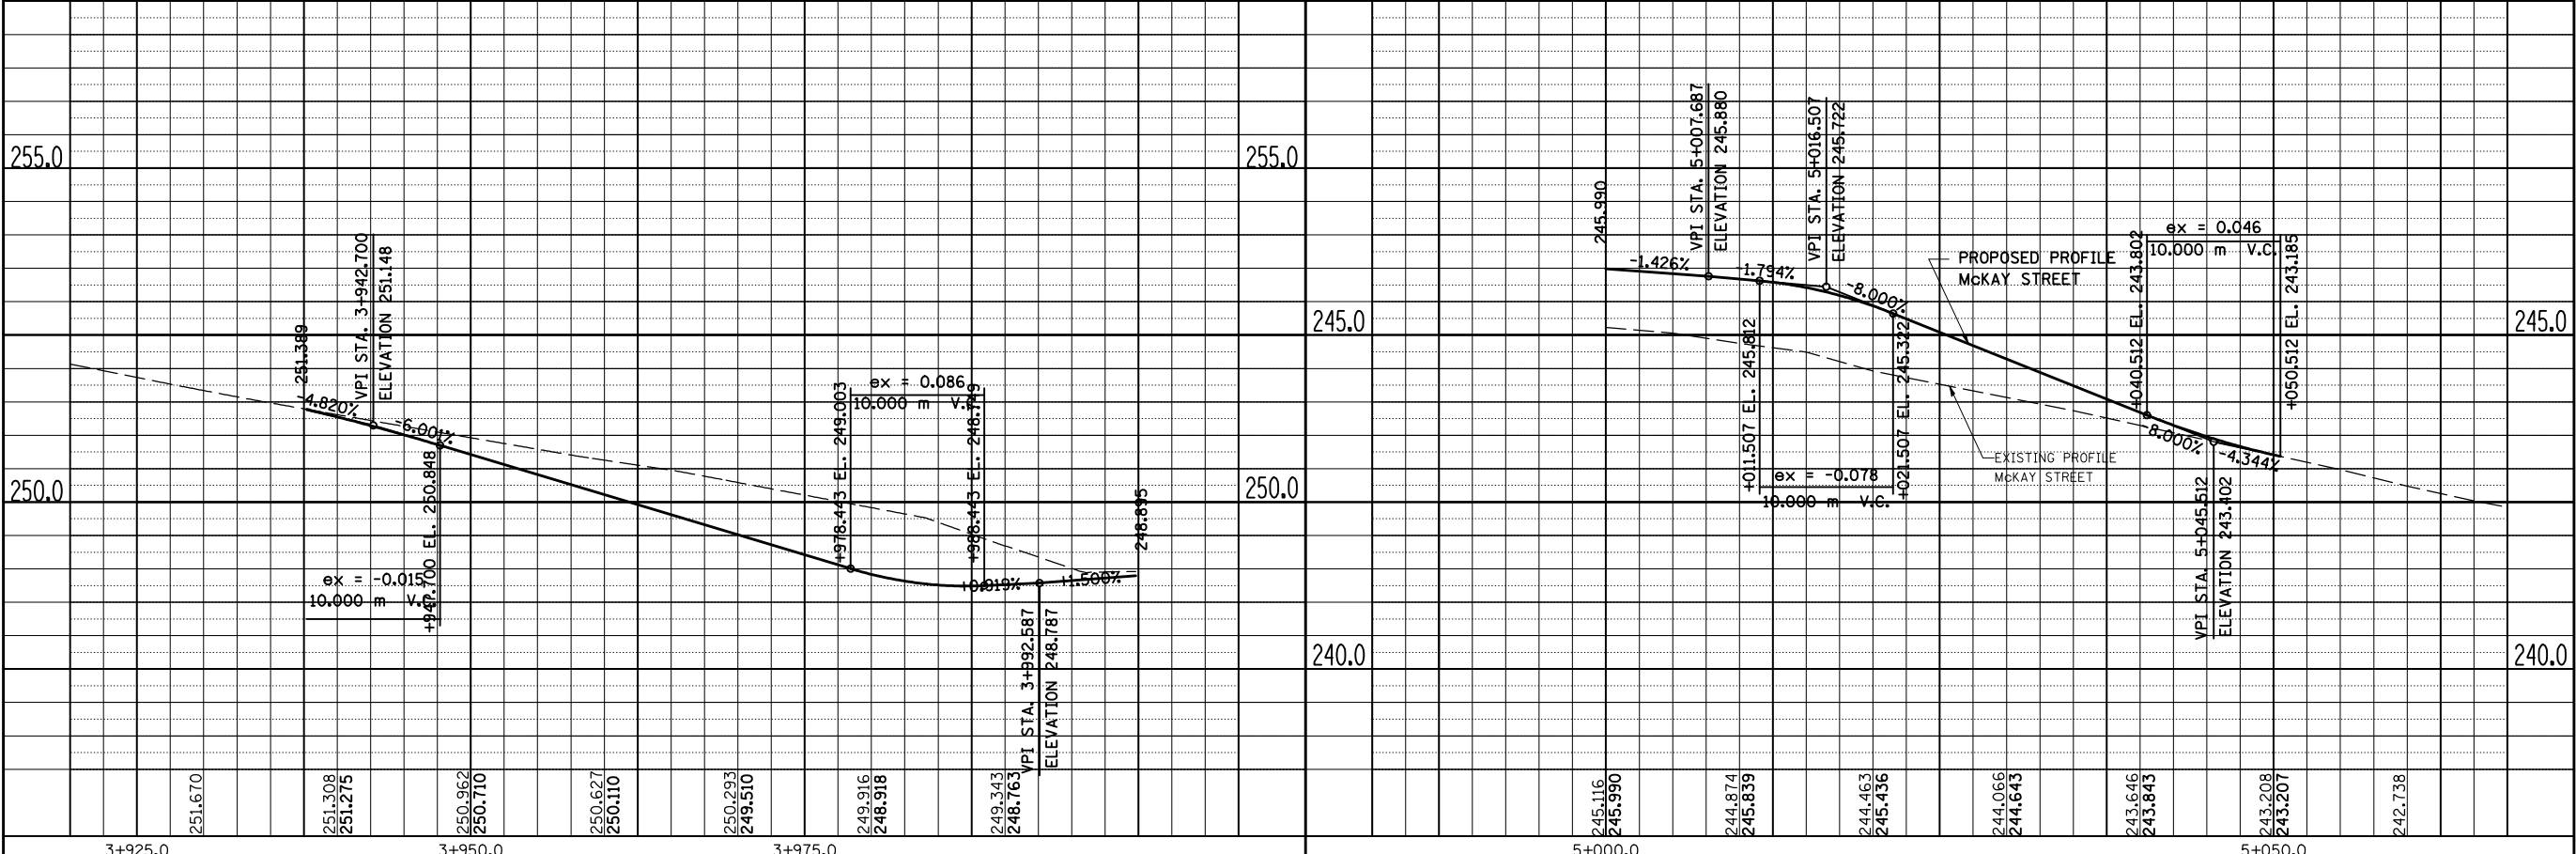 255.0
250.0
251.389
VPI STA. 3+942.700
ELEVATION 251.148
-4.820%
-6.001%
+947.700 EL. 250.848
ex = -0.015
10.000 m V.C.
+978.443 EL. 249.003
ex = 0.086
10.000 m V.C.
+988.443 EL. 248.749
+0.919%
+1.500%
248.895
VPI STA. 3+992.587
ELEVATION 248.787
251.670
251.308
251.275
250.962
250.710
250.627
250.110
250.293
249.510
249.916
248.918
249.343
248.763
3+925.0
3+950.0
3+975.0
255.0
250.0
245.0
240.0
245.990
-1.426%
VPI STA. 5+007.687
ELEVATION 245.880
-1.794%
VPI STA. 5+016.507
ELEVATION 245.722
-8.000%
+011.507 EL. 245.812
ex = -0.078
10.000 m V.C.
+021.507 EL. 245.322
PROPOSED PROFILE
McKAY STREET
EXISTING PROFILE
McKAY STREET
+040.512 EL. 243.802
ex = 0.046
10.000 m V.C.
+050.512 EL. 243.185
-8.000%
-4.344%
VPI STA. 5+045.512
ELEVATION 243.402
245.0
240.0
245.116
245.990
244.874
245.839
244.463
245.436
244.066
244.643
243.646
243.843
243.208
243.207
242.738
5+000.0
5+050.0